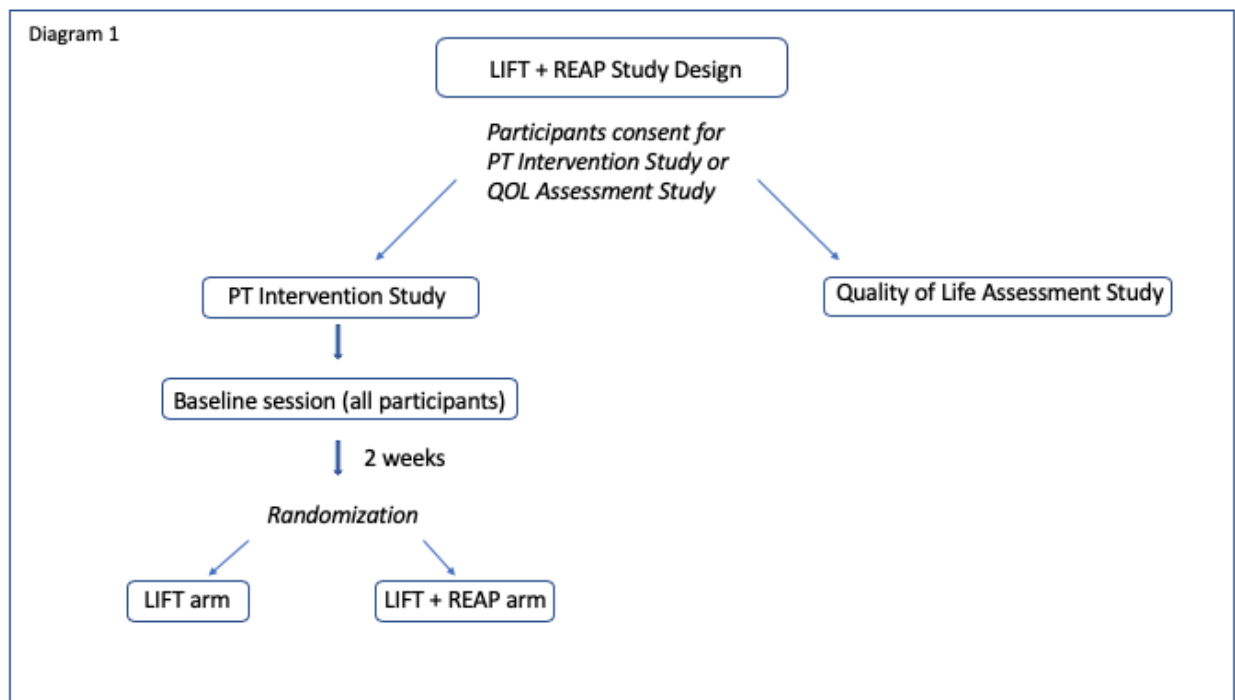 Diagram 1
LIFT + REAP Study Design
Participants consent for
PT Intervention Study or
QOL Assessment Study
PT Intervention Study
Quality of Life Assessment Study
Baseline session (all participants)
2 weeks
Randomization
LIFT arm
LIFT + REAP arm